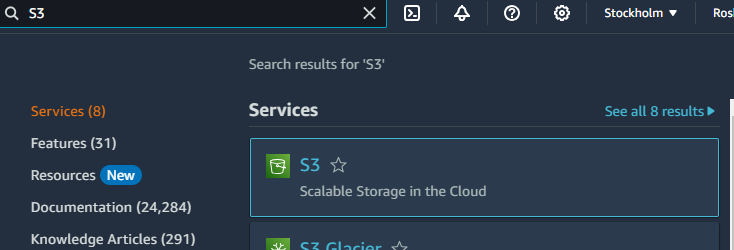 S3
Stockholm
Search results for 'S3'
Services (8)
Features (31)
Resources New
Documentation (24,284)
Knowledge Articles (291)
Services
See all 8 results
S3
Scalable Storage in the Cloud
S3 Glacier